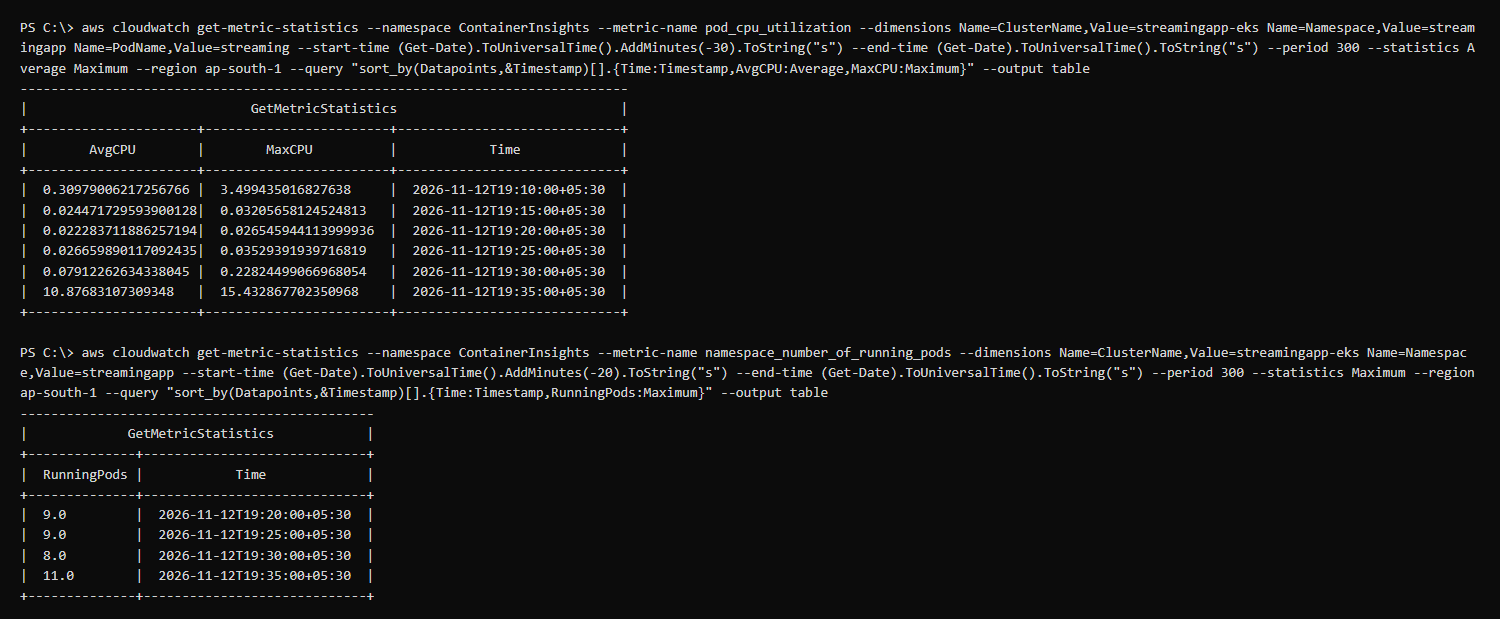 PS C:\> aws cloudwatch get-metric-statistics --namespace ContainerInsights --metric-name pod_cpu_utilization --dimensions Name=ClusterName,Value=streamingapp-eks Name=Namespace,Value=stream
ingapp Name=PodName,Value=streaming --start-time (Get-Date).ToUniversalTime().AddMinutes(-30).ToString("s") --end-time (Get-Date).ToUniversalTime().ToString("s") --period 300 --statistics A
verage Maximum --region ap-south-1 --query "sort_by(Datapoints,&Timestamp)[].{Time:Timestamp,AvgCPU:Average,MaxCPU:Maximum}" --output table
------------------------------------------------------------------------------
|                             GetMetricStatistics                            |
+----------------------+------------------------+-----------------------------+
|        AvgCPU        |        MaxCPU          |            Time             |
+----------------------+------------------------+-----------------------------+
|  0.30979006217256766 |  3.499435016827638     |  2026-11-12T19:10:00+05:30  |
|  0.024471729593900128|  0.03205658124524813   |  2026-11-12T19:15:00+05:30  |
|  0.022283711886257194|  0.026545944113999936  |  2026-11-12T19:20:00+05:30  |
|  0.026659890117092435|  0.03529391939716819   |  2026-11-12T19:25:00+05:30  |
|  0.07912262634338045 |  0.22824499066968054   |  2026-11-12T19:30:00+05:30  |
|  10.87683107309348   |  15.432867702350968    |  2026-11-12T19:35:00+05:30  |
+----------------------+------------------------+-----------------------------+
PS C:\> aws cloudwatch get-metric-statistics --namespace ContainerInsights --metric-name namespace_number_of_running_pods --dimensions Name=ClusterName,Value=streamingapp-eks Name=Namespac
e,Value=streamingapp --start-time (Get-Date).ToUniversalTime().AddMinutes(-20).ToString("s") --end-time (Get-Date).ToUniversalTime().ToString("s") --period 300 --statistics Maximum --region
ap-south-1 --query "sort_by(Datapoints,&Timestamp)[].{Time:Timestamp,RunningPods:Maximum}" --output table
----------------------------------------------
|             GetMetricStatistics            |
+--------------+-----------------------------+
|  RunningPods |            Time             |
+--------------+-----------------------------+
|  9.0         |  2026-11-12T19:20:00+05:30  |
|  9.0         |  2026-11-12T19:25:00+05:30  |
|  8.0         |  2026-11-12T19:30:00+05:30  |
|  11.0        |  2026-11-12T19:35:00+05:30  |
+--------------+-----------------------------+